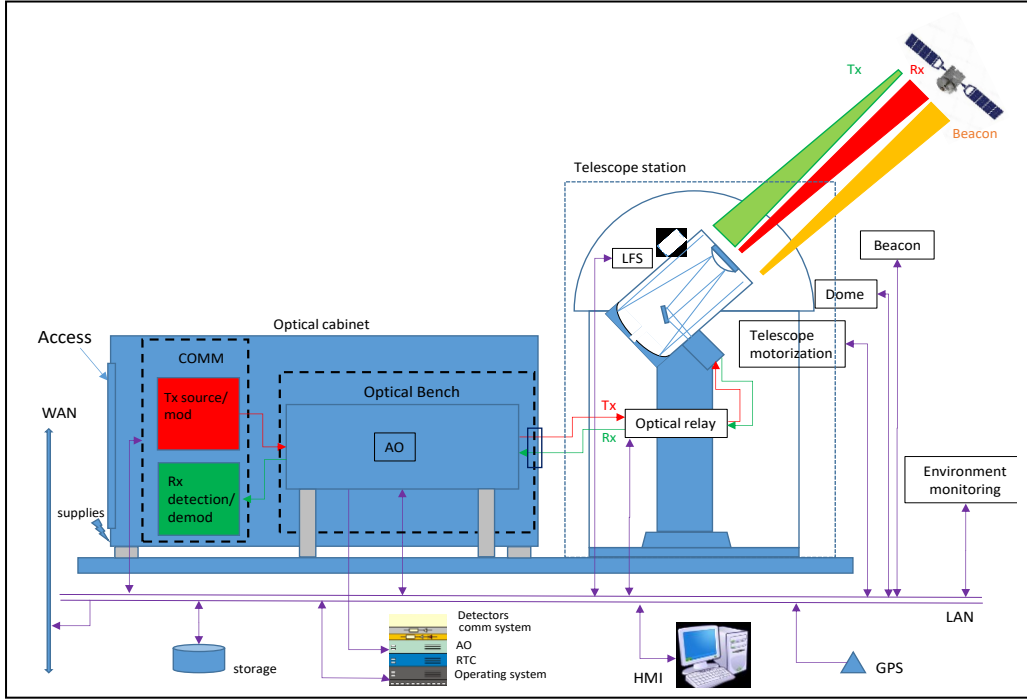 Tx
Rx
Beacon
Telescope station
LFS
Beacon
Dome
Telescope
motorization
Optical cabinet
Access
COMM
Tx source/
mod
Optical Bench
AO
WAN
Tx
Optical relay
Rx
Rx
detection/
demod
Environment
monitoring
supplies
LAN
Detectors
comm system
AO
RTC
Operating system
storage
HMI
GPS